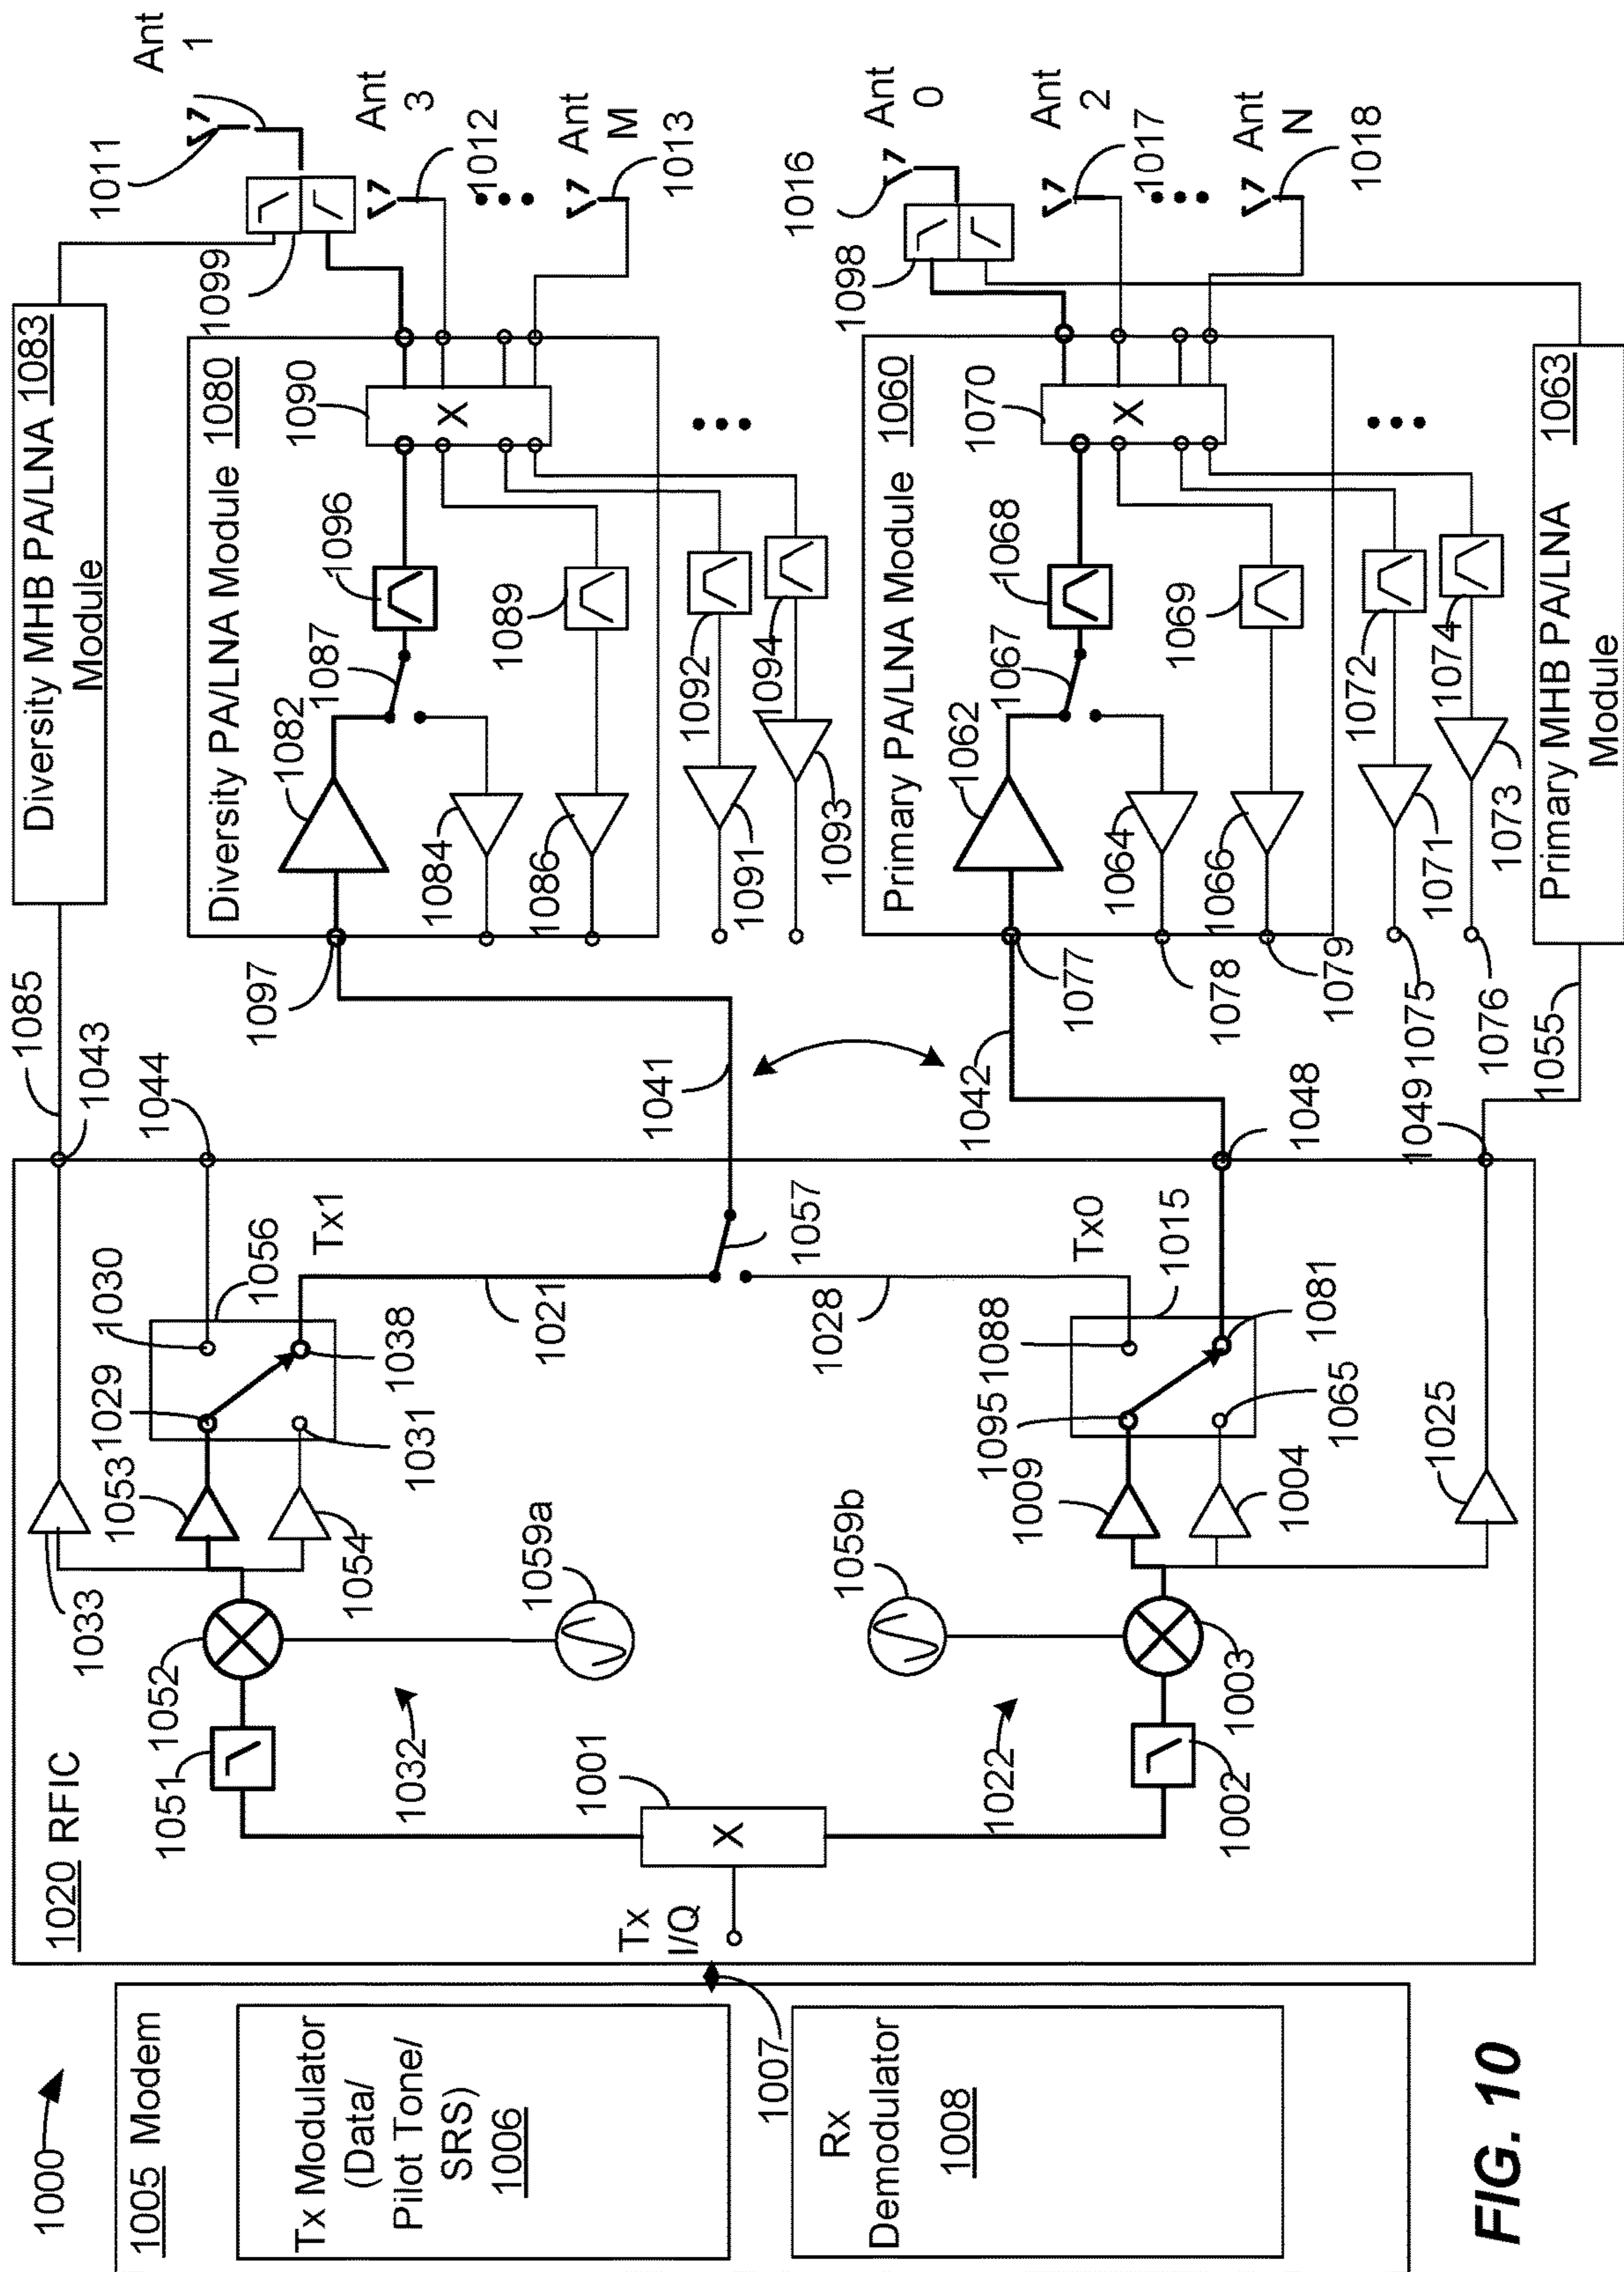 1000
1005 Modem
Tx Modulator
(Data/
Pilot Tone/
SRS)
1006
Rx
Demodulator
1008
1007
1020 RFIC
Tx
I/Q
1001
1051
1052
1032
1059a
1033
1053
1054
1029
1031
1030
1056
1038
Tx1
1021
1057
1028
Tx0
1022
1002
1003
1059b
1009
1004
1025
1095
1065
1088
1015
1081
1085
1043
1044
1041
1042
1048
1049
1055
Diversity MHB PA/LNA 1083
Module
Diversity PA/LNA Module 1080
1097
1082
1084
1086
1087
1096
1089
1090
1091
1092
1093
1094
1099
1011
Ant
1
Ant
3
1012
Ant
M
1013
Primary PA/LNA Module 1060
1077
1078
1079
1075
1076
1062
1064
1066
1067
1068
1069
1070
1071
1072
1073
1074
1098
1016
Ant
0
Ant
2
1017
Ant
N
1018
Primary MHB PA/LNA 1063
Module
X
X
X
FIG. 10